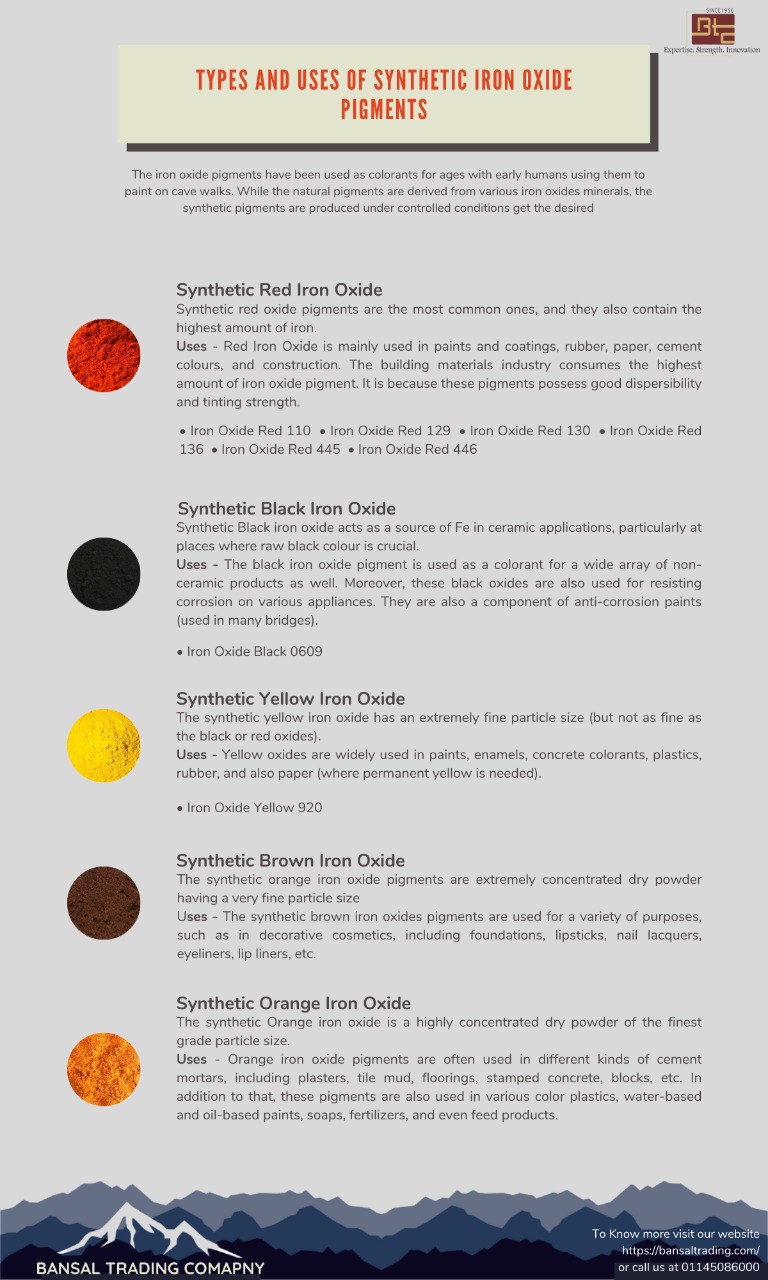 SINCE1956
Btc
Expertise. Strength. Innovation
TYPES AND USES OF SYNTHETIC IRON OXIDE
PIGMENTS
The iron oxide pigments have been used as colorants for ages with early humans using them to
paint on cave walks. While the natural pigments are derived from various iron oxides minerals, the
synthetic pigments are produced under controlled conditions get the desired
Synthetic Red Iron Oxide
Synthetic red oxide pigments are the most common ones, and they also contain the
highest amount of iron.
Uses - Red Iron Oxide is mainly used in paints and coatings, rubber, paper, cement
colours, and construction. The building materials industry consumes the highest
amount of iron oxide pigment. It is because these pigments possess good dispersibility
and tinting strength.
• Iron Oxide Red 110 • Iron Oxide Red 129 • Iron Oxide Red 130 • Iron Oxide Red
136 • Iron Oxide Red 445 • Iron Oxide Red 446
Synthetic Black Iron Oxide
Synthetic Black iron oxide acts as a source of Fe in ceramic applications, particularly at
places where raw black colour is crucial.
Uses - The black iron oxide pigment is used as a colorant for a wide array of non-
ceramic products as well. Moreover, these black oxides are also used for resisting
corrosion on various appliances. They are also a component of anti-corrosion paints
(used in many bridges).
• Iron Oxide Black 0609
Synthetic Yellow Iron Oxide
The synthetic yellow iron oxide has an extremely fine particle size (but not as fine as
the black or red oxides).
Uses - Yellow oxides are widely used in paints, enamels, concrete colorants, plastics,
rubber, and also paper (where permanent yellow is needed).
• Iron Oxide Yellow 920
Synthetic Brown Iron Oxide
The synthetic orange iron oxide pigments are extremely concentrated dry powder
having a very fine particle size
Uses - The synthetic brown iron oxides pigments are used for a variety of purposes,
such as in decorative cosmetics, including foundations, lipsticks, nail lacquers,
eyeliners, lip liners, etc.
Synthetic Orange Iron Oxide
The synthetic Orange iron oxide is a highly concentrated dry powder of the finest
grade particle size.
Uses - Orange iron oxide pigments are often used in different kinds of cement
mortars, including plasters, tile mud, floorings, stamped concrete, blocks, etc. In
addition to that, these pigments are also used in various color plastics, water-based
and oil-based paints, soaps, fertilizers, and even feed products.
BANSAL TRADING COMAPNY
To Know more visit our website
https://bansaltrading.com/
or call us at 01145086000